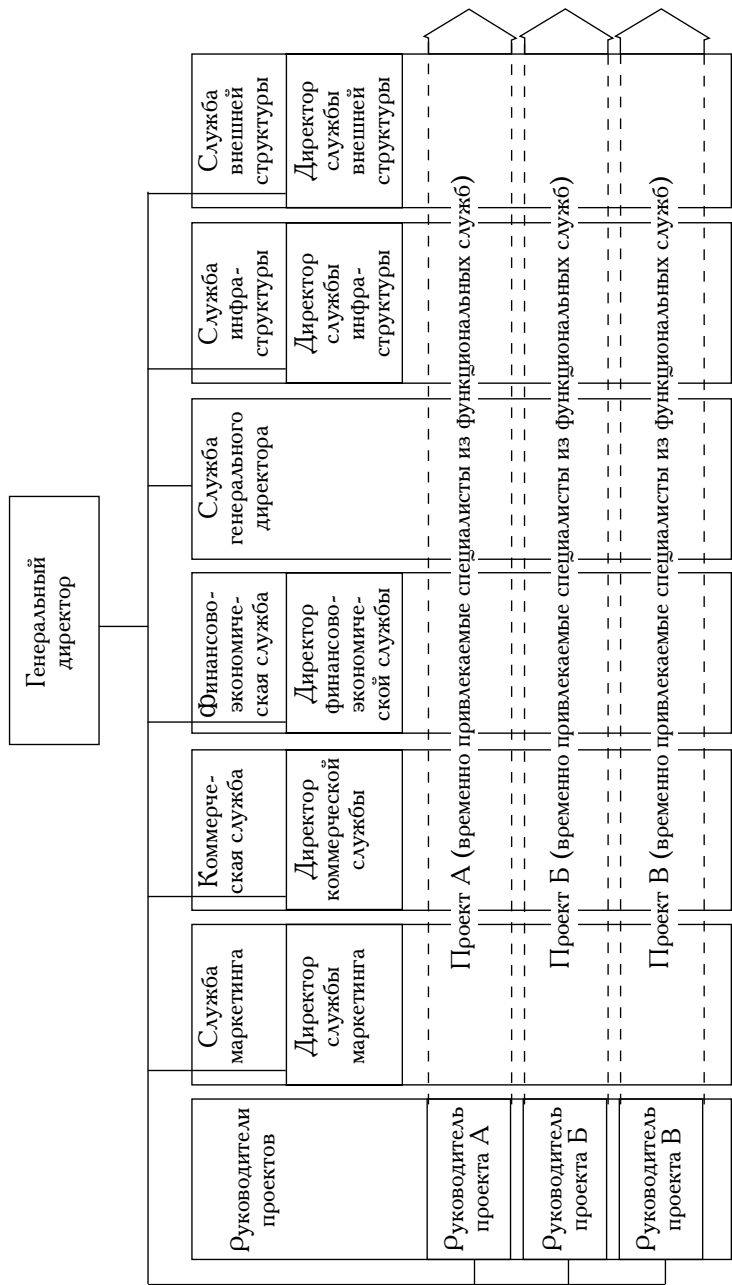 Генеральный
директор
Руководители
проектов
Служба
маркетинга
Коммерче-
ская служба
Финансово-
экономиче-
ская служба
Служба
генерального
директора
Служба
инфра-
структуры
Служба
внешней
структуры
Директор
службы
маркетинга
Директор
коммерческой
службы
Директор
финансово-
экономиче-
ской службы
Директор
службы
инфра-
структуры
Директор
службы
внешней
структуры
Руководитель
проекта А
Проект А (временно привлекаемые специалисты из функциональных служб)
Руководитель
проекта Б
Проект Б (временно привлекаемые специалисты из функциональных служб)
Руководитель
проекта В
Проект В (временно привлекаемые специалисты из функциональных служб)